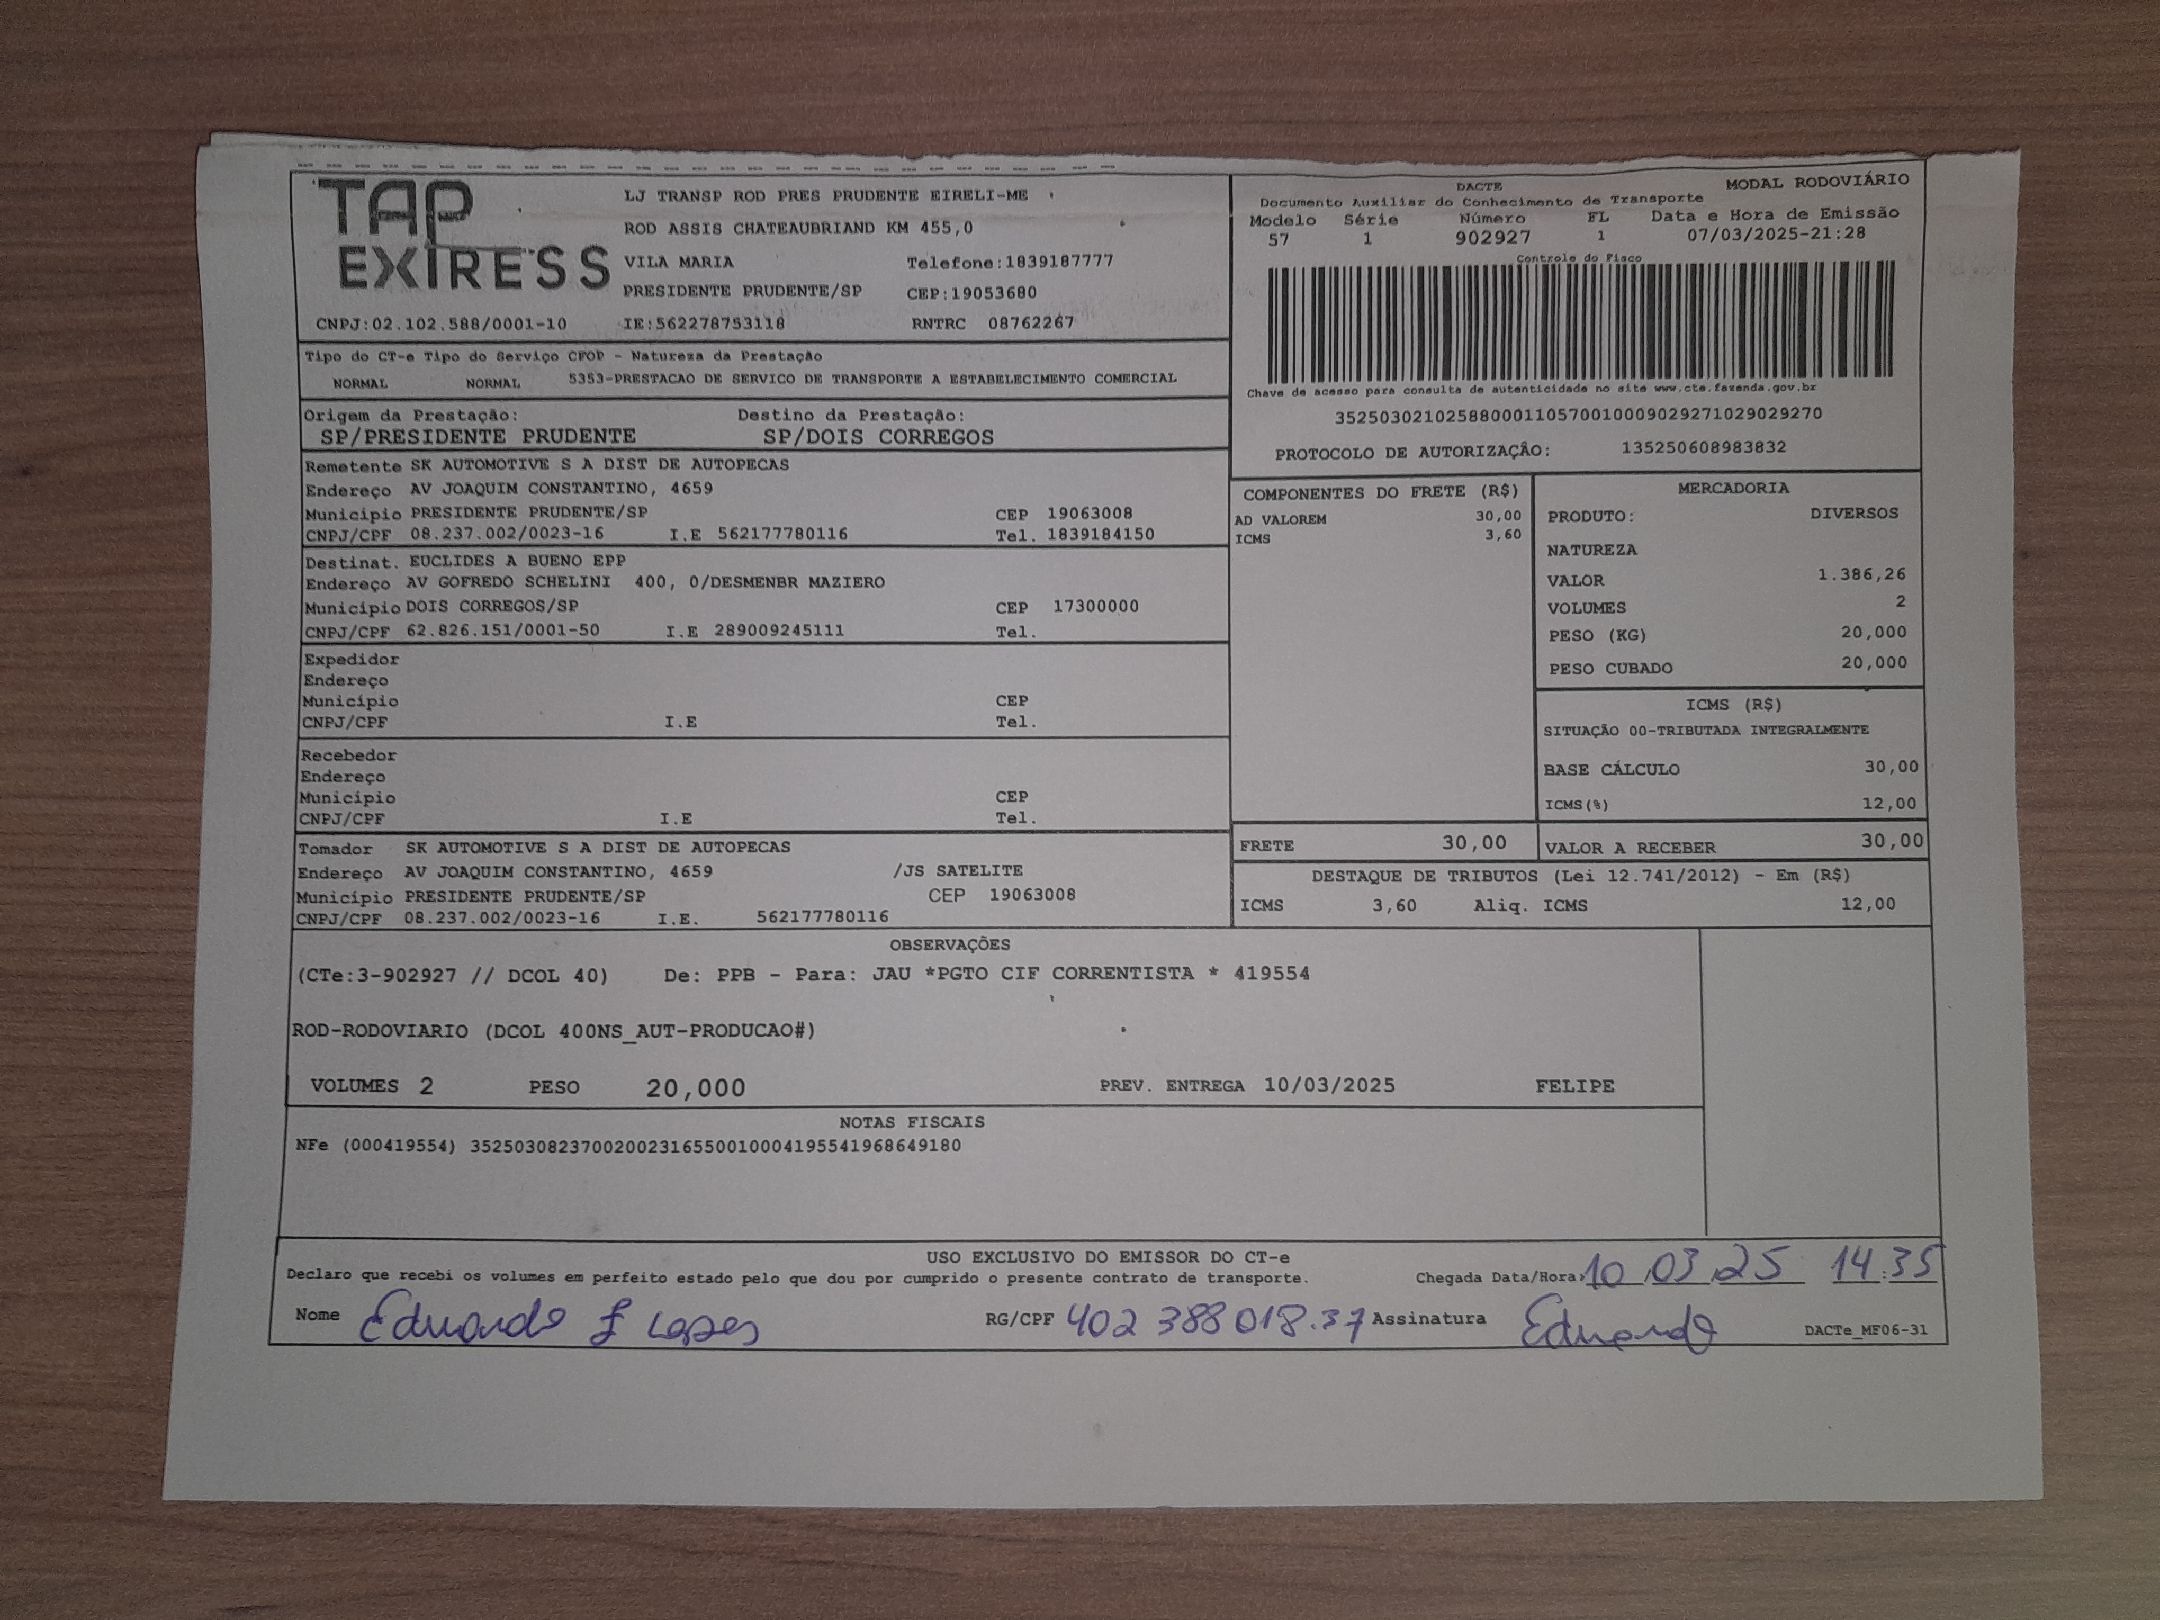 TAP
EXIRESS
LJ TRANSP ROD PRES PRUDENTE EIRELI-ME
ROD ASSIS CHATEAUBRIAND KM 455,0
VILA MARIA Telefone:1839187777
PRESIDENTE PRUDENTE/SP CEP:19053680
CNPJ:02.102.588/0001-10 IE:562278753118 RNTRC 08762267
DACTE MODAL RODOVIÁRIO
Documento Auxiliar do Conhecimento de Transporte
Modelo Série Número FL Data e Hora de Emissão
57 1 902927 1 07/03/2025-21:28
Controle do Fisco
Chave de acesso para consulta de autenticidade no site www.cte.fazenda.gov.br
35250302102588000110570010009029271029029270
PROTOCOLO DE AUTORIZAÇÂO: 135250608983832
Tipo do CT-e Tipo do Serviço CFOP - Natureza da Prestação
NORMAL NORMAL 5353-PRESTACAO DE SERVICO DE TRANSPORTE A ESTABELECIMENTO COMERCIAL
Origem da Prestação: Destino da Prestação:
SP/PRESIDENTE PRUDENTE SP/DOIS CORREGOS
Remetente SK AUTOMOTIVE S A DIST DE AUTOPECAS
Endereço AV JOAQUIM CONSTANTINO, 4659
Município PRESIDENTE PRUDENTE/SP CEP 19063008
CNPJ/CPF 08.237.002/0023-16 I.E 562177780116 Tel. 1839184150
Destinat. EUCLIDES A BUENO EPP
Endereço AV GOFREDO SCHELINI 400, 0/DESMENBR MAZIERO
Município DOIS CORREGOS/SP CEP 17300000
CNPJ/CPF 62.826.151/0001-50 I.E 289009245111 Tel.
Expedidor
Endereço
Município CEP
CNPJ/CPF I.E Tel.
Recebedor
Endereço
Município CEP
CNPJ/CPF I.E Tel.
Tomador SK AUTOMOTIVE S A DIST DE AUTOPECAS
Endereço AV JOAQUIM CONSTANTINO, 4659 /JS SATELITE
Município PRESIDENTE PRUDENTE/SP CEP 19063008
CNPJ/CPF 08.237.002/0023-16 I.E. 562177780116
COMPONENTES DO FRETE (R$)
AD VALOREM 30,00
ICMS 3,60
FRETE 30,00
MERCADORIA
PRODUTO: DIVERSOS
NATUREZA
VALOR 1.386,26
VOLUMES 2
PESO (KG) 20,000
PESO CUBADO 20,000
ICMS (R$)
SITUAÇÃO 00-TRIBUTADA INTEGRALMENTE
BASE CÁLCULO 30,00
ICMS(%) 12,00
VALOR A RECEBER 30,00
DESTAQUE DE TRIBUTOS (Lei 12.741/2012) - Em (R$)
ICMS 3,60 Aliq. ICMS 12,00
OBSERVAÇÕES
(CTe:3-902927 // DCOL 40) De: PPB - Para: JAU *PGTO CIF CORRENTISTA * 419554
ROD-RODOVIARIO (DCOL 400NS_AUT-PRODUCAO#)
VOLUMES 2 PESO 20,000 PREV. ENTREGA 10/03/2025 FELIPE
NOTAS FISCAIS
NFe (000419554) 35250308237002002316550010004195541968649180
USO EXCLUSIVO DO EMISSOR DO CT-e
Declaro que recebi os volumes em perfeito estado pelo que dou por cumprido o presente contrato de transporte. Chegada Data/Hora: 10 03 25 14:35
Nome Eduardo f Lopes RG/CPF 402 388 018.37 Assinatura Eduardo DACTe_MF06-31